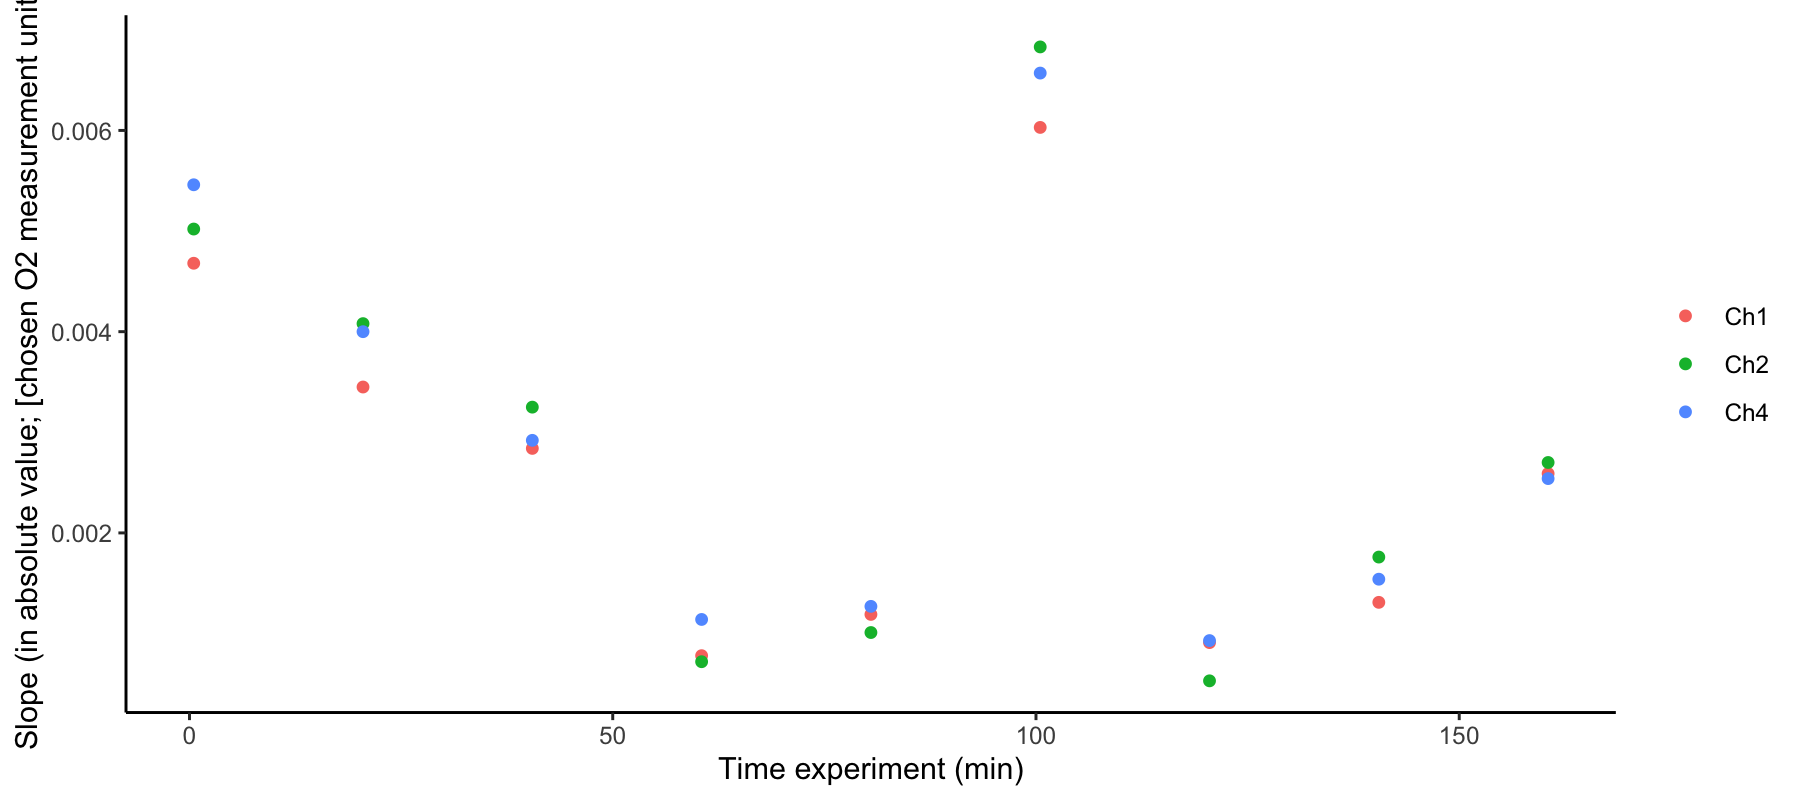 Slope (in absolute value; [chosen O2 measurement unit
0.006
0.004
0.002
0
50
100
150
Time experiment (min)
Ch1
Ch2
Ch4